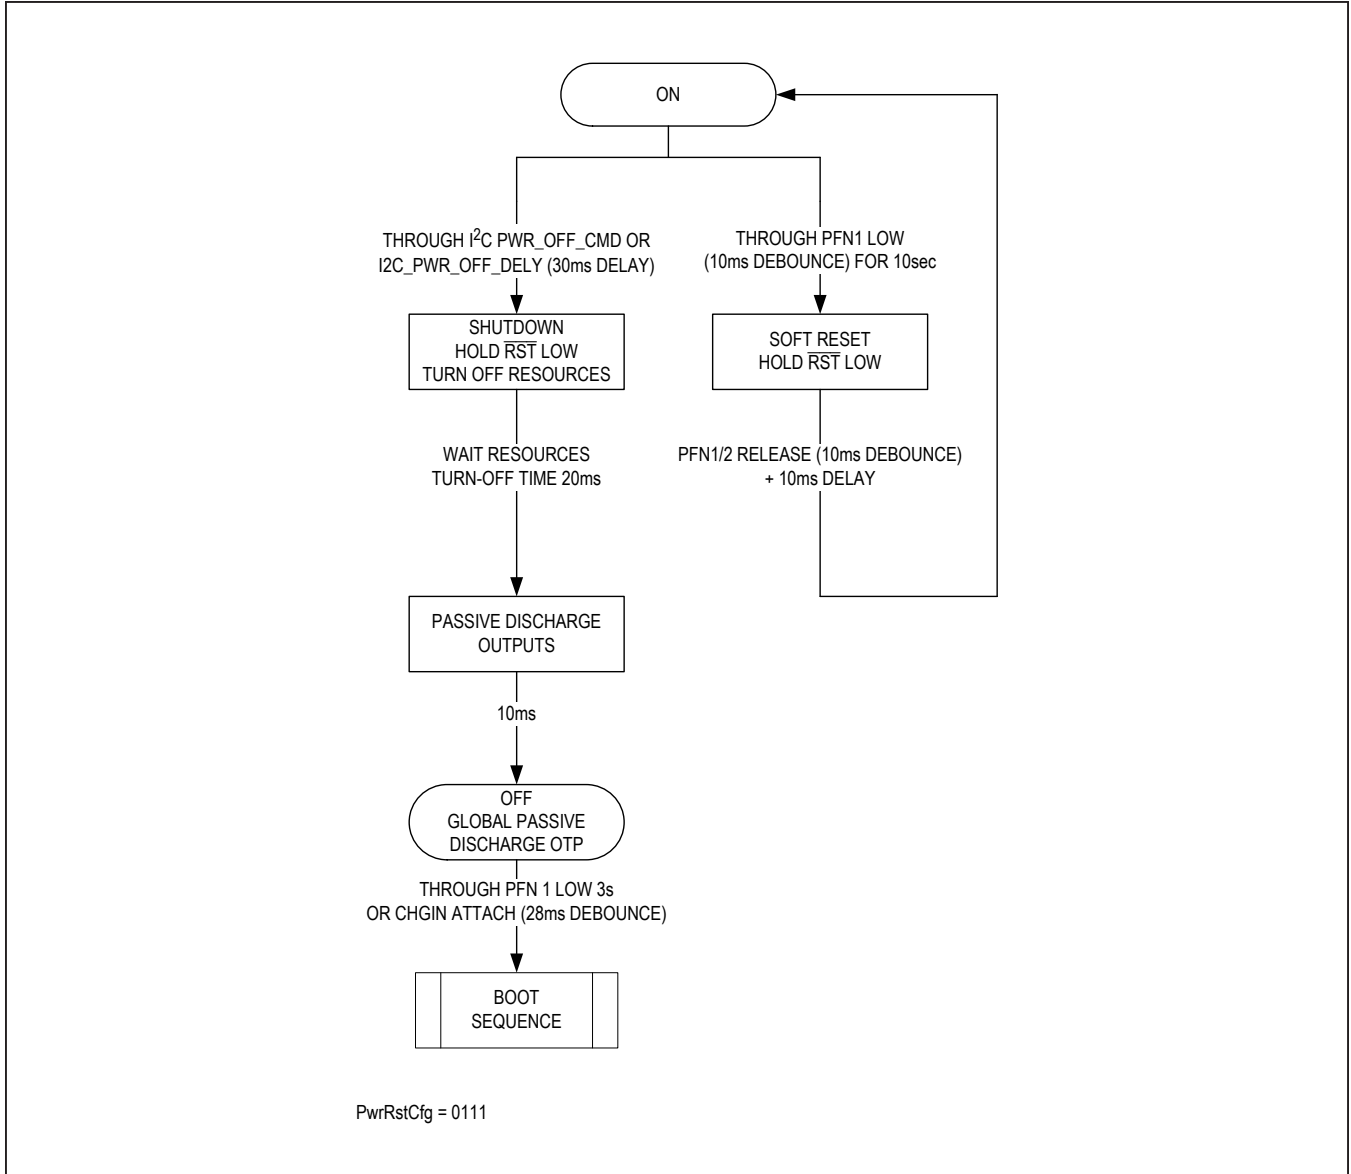 ON
THROUGH I²C PWR_OFF_CMD OR
I2C_PWR_OFF_DELY (30ms DELAY)
THROUGH PFN1 LOW
(10ms DEBOUNCE) FOR 10sec
SHUTDOWN
HOLD R̅S̅T̅ LOW
TURN OFF RESOURCES
SOFT RESET
HOLD R̅S̅T̅ LOW
WAIT RESOURCES
TURN-OFF TIME 20ms
PFN1/2 RELEASE (10ms DEBOUNCE)
+ 10ms DELAY
PASSIVE DISCHARGE
OUTPUTS
10ms
OFF
GLOBAL PASSIVE
DISCHARGE OTP
THROUGH PFN 1 LOW 3s
OR CHGIN ATTACH (28ms DEBOUNCE)
BOOT
SEQUENCE
PwrRstCfg = 0111